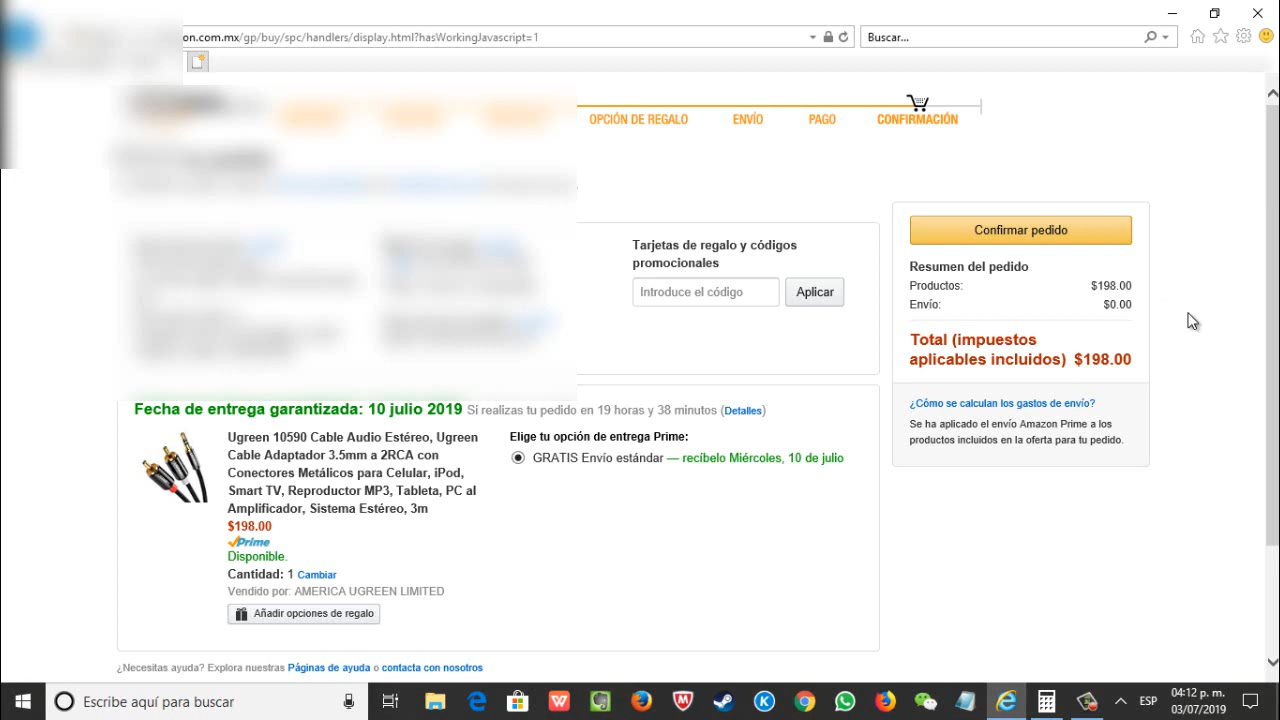 on.com.mx/gp/buy/spc/handlers/display.html?hasWorkingJavascript=1
Buscar...
OPCIÓN DE REGALO ENVÍO PAGO CONFIRMACIÓN
Tarjetas de regalo y códigos
promocionales
Introduce el código
Aplicar
Confirmar pedido
Resumen del pedido
Productos: $198.00
Envío: $0.00
Total (impuestos
aplicables incluidos) $198.00
¿Cómo se calculan los gastos de envío?
Se ha aplicado el envío Amazon Prime a los
productos incluidos en la oferta para tu pedido.
Fecha de entrega garantizada: 10 julio 2019 Si realizas tu pedido en 19 horas y 38 minutos (Detalles)
Ugreen 10590 Cable Audio Estéreo, Ugreen
Cable Adaptador 3.5mm a 2RCA con
Conectores Metálicos para Celular, iPod,
Smart TV, Reproductor MP3, Tableta, PC al
Amplificador, Sistema Estéreo, 3m
$198.00
Prime
Disponible.
Cantidad: 1 Cambiar
Vendido por: AMERICA UGREEN LIMITED
Añadir opciones de regalo
Elige tu opción de entrega Prime:
GRATIS Envío estándar — recíbelo Miércoles, 10 de julio
¿Necesitas ayuda? Explora nuestras Páginas de ayuda o contacta con nosotros
Escribe aquí para buscar
ESP
04:12 p. m.
03/07/2019